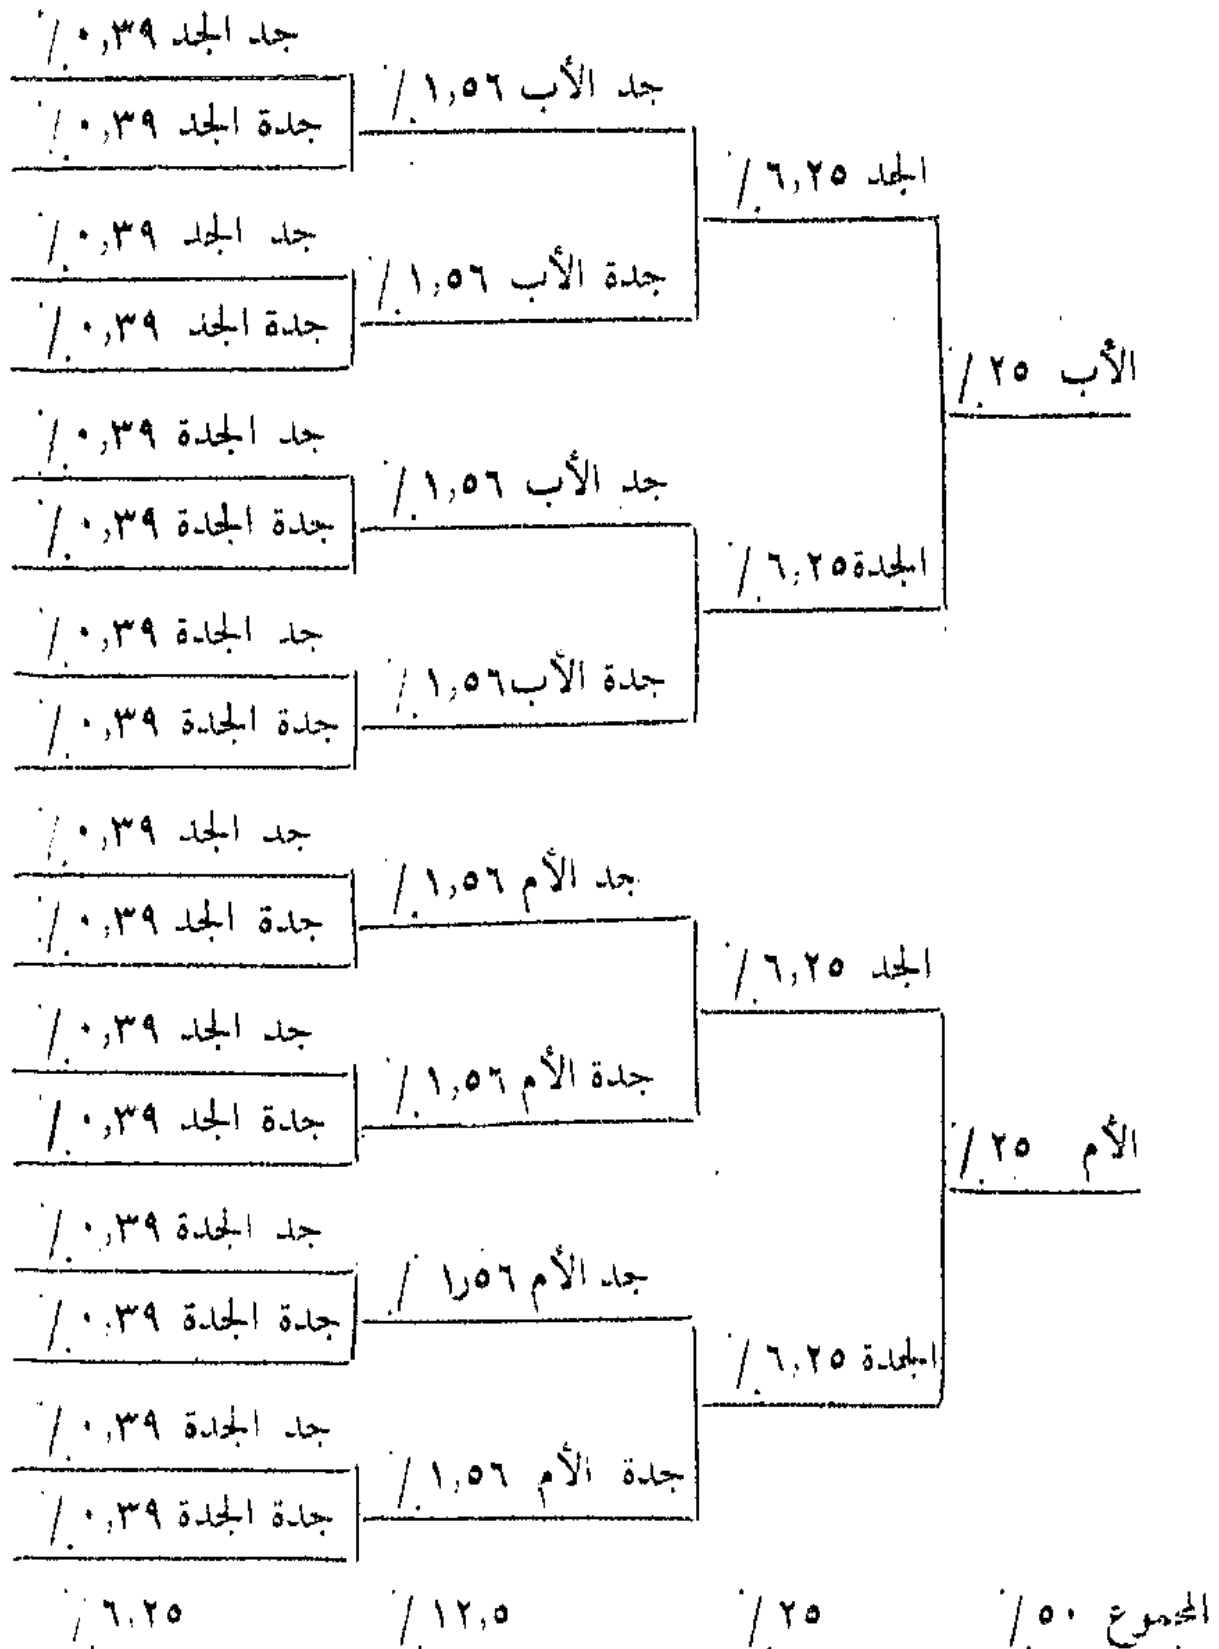 جد الجد ٠,٣٩٪
جد الأب ١,٥٦٪
جدة الجد ٠,٣٩٪
الجد ٦,٢٥٪
جد الجد ٠,٣٩٪
جدة الأب ١,٥٦٪
جدة الجد ٠,٣٩٪
الأب ٢٥٪
جد الجدة ٠,٣٩٪
جد الأب ١,٥٦٪
جدة الجدة ٠,٣٩٪
الجدة ٦,٢٥٪
جد الجدة ٠,٣٩٪
جدة الأب ١,٥٦٪
جدة الجدة ٠,٣٩٪
جد الجد ٠,٣٩٪
جد الأم ١,٥٦٪
جدة الجد ٠,٣٩٪
الجد ٦,٢٥٪
جد الجد ٠,٣٩٪
جدة الأم ١,٥٦٪
جدة الجد ٠,٣٩٪
الأم ٢٥٪
جد الجدة ٠,٣٩٪
جد الأم ١,٥٦٪
جدة الجدة ٠,٣٩٪
الجدة ٦,٢٥٪
جد الجدة ٠,٣٩٪
جدة الأم ١,٥٦٪
جدة الجدة ٠,٣٩٪
المجموع ٥٠٪ ٢٥٪ ١٢,٥٪ ٦,٢٥٪